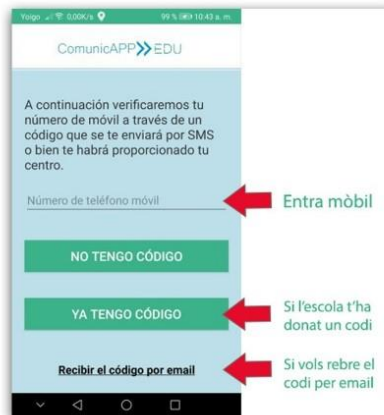 Yoigo 0,00K/s 99 % 10:43 a. m.
ComunicAPP EDU
A continuación verificaremos tu
número de móvil a través de un
código que se te enviará por SMS
o bien te habrá proporcionado tu
centro.
Número de teléfono móvil
Entra mòbil
NO TENGO CÓDIGO
YA TENGO CÓDIGO
Si l'escola t'ha
donat un codi
Recibir el código por email
Si vols rebre el
codi per email